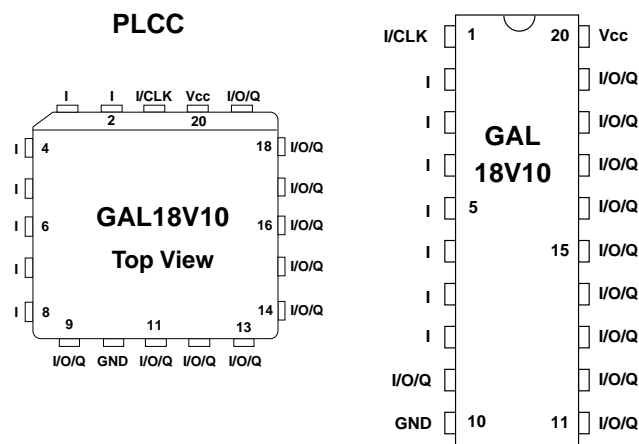 PLCC
I I I/CLK Vcc I/O/Q
2 20
I 4 18 I/O/Q
I I/O/Q
I 6 GAL18V10 16 I/O/Q
I Top View I/O/Q
I 8 14 I/O/Q
9 11 13
I/O/Q GND I/O/Q I/O/Q I/O/Q
I/CLK 1 20 Vcc
I I/O/Q
I GAL I/O/Q
I 18V10 I/O/Q
I 5 I/O/Q
I 15 I/O/Q
I I/O/Q
I I/O/Q
I/O/Q I/O/Q
GND 10 11 I/O/Q